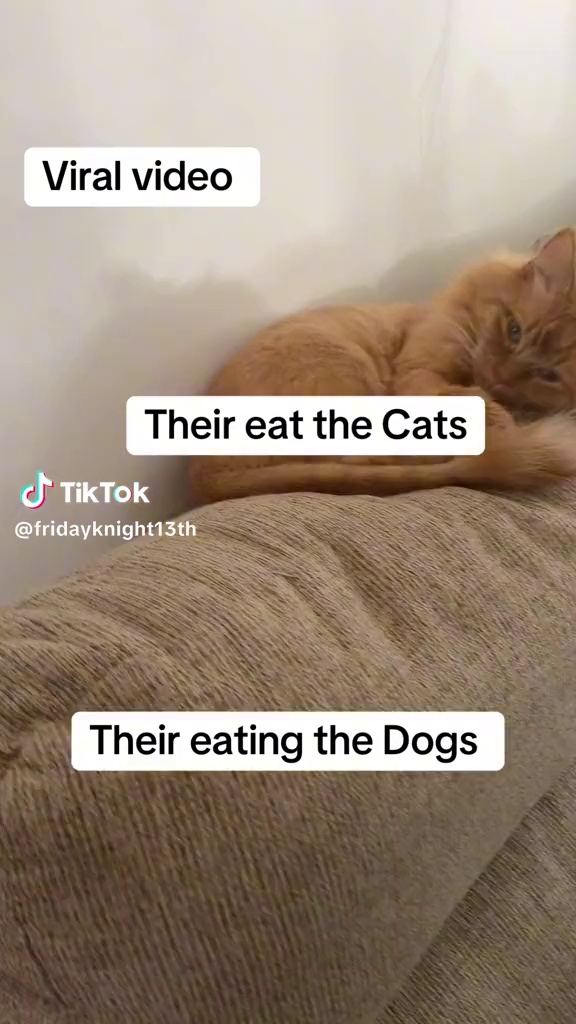 Viral video
Their eat the Cats
TikTok
@fridayknight13th
Their eating the Dogs